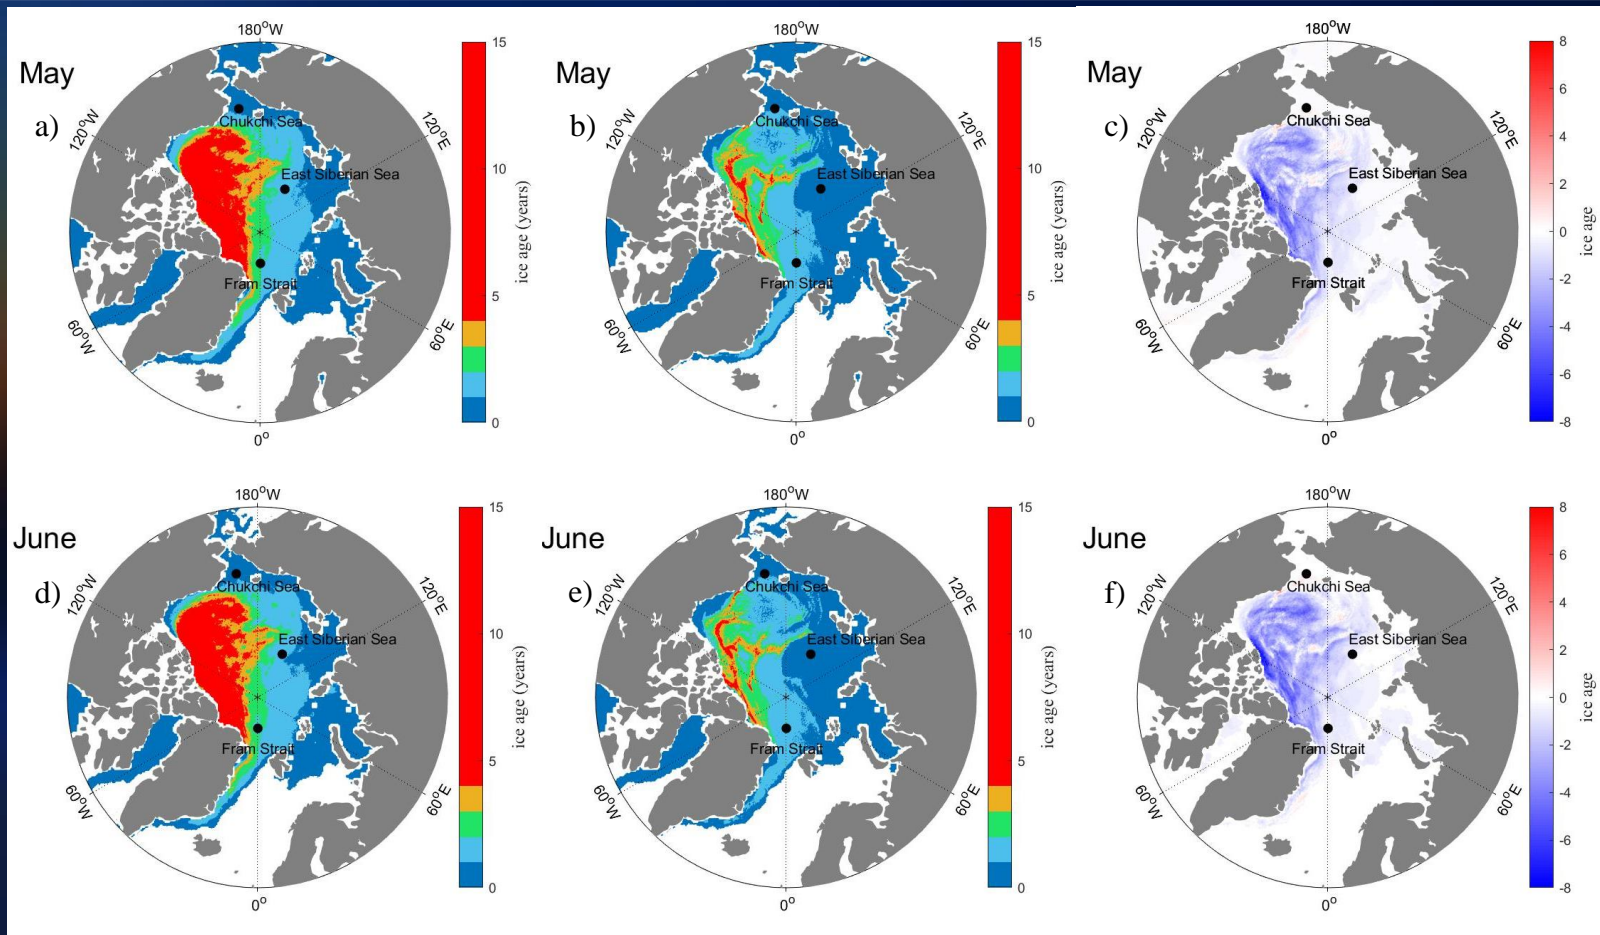 May
a)
180°W
120°W
120°E
60°W
60°E
0°
Chukchi Sea
East Siberian Sea
Fram Strait
15
10
5
0
ice age (years)
May
b)
180°W
120°W
120°E
60°W
60°E
0°
Chukchi Sea
East Siberian Sea
Fram Strait
15
10
5
0
ice age (years)
May
c)
180°W
120°W
120°E
60°W
60°E
0°
Chukchi Sea
East Siberian Sea
Fram Strait
8
6
4
2
0
-2
-4
-6
-8
ice age
June
d)
180°W
120°W
120°E
60°W
60°E
0°
Chukchi Sea
East Siberian Sea
Fram Strait
15
10
5
0
ice age (years)
June
e)
180°W
120°W
120°E
60°W
60°E
0°
Chukchi Sea
East Siberian Sea
Fram Strait
15
10
5
0
ice age (years)
June
f)
180°W
120°W
120°E
60°W
60°E
0°
Chukchi Sea
East Siberian Sea
Fram Strait
8
6
4
2
0
-2
-4
-6
-8
ice age